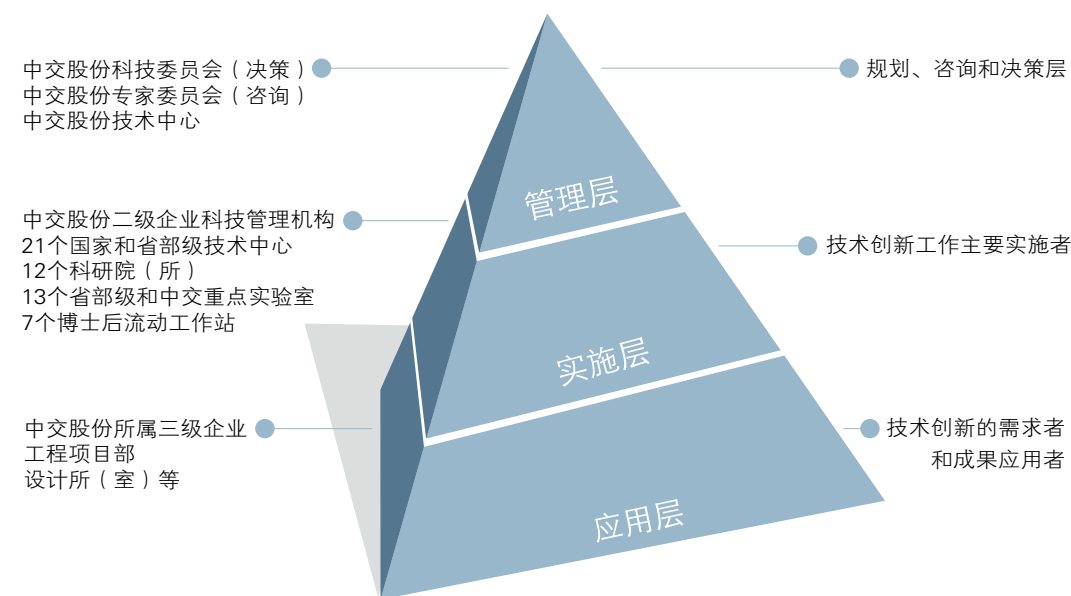 中交股份科技委员会（决策）
中交股份专家委员会（咨询）
中交股份技术中心
规划、咨询和决策层
管理层
中交股份二级企业科技管理机构
21个国家和省部级技术中心
12个科研院（所）
13个省部级和中交重点实验室
7个博士后流动工作站
技术创新工作主要实施者
实施层
中交股份所属三级企业
工程项目部
设计所（室）等
技术创新的需求者
和成果应用者
应用层